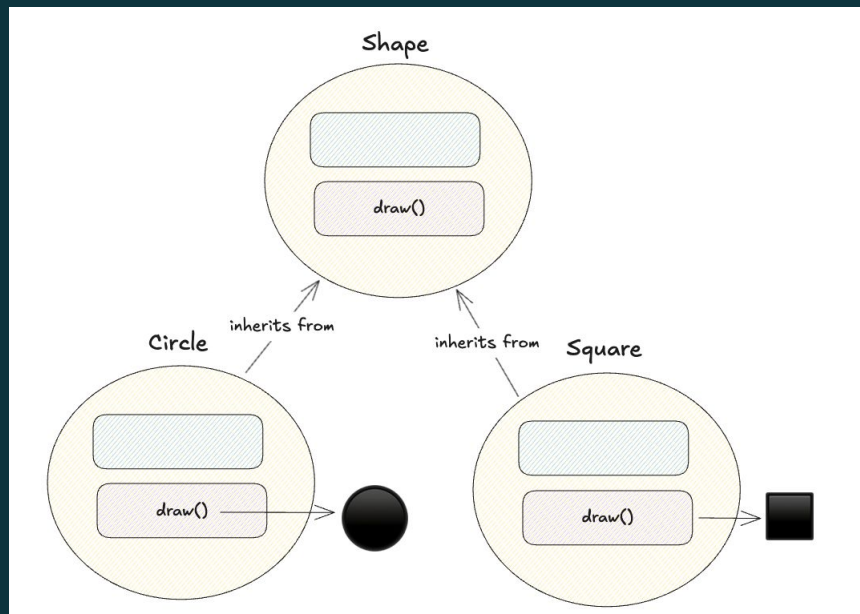 Shape
draw()
inherits from
inherits from
Circle
Square
draw()
draw()